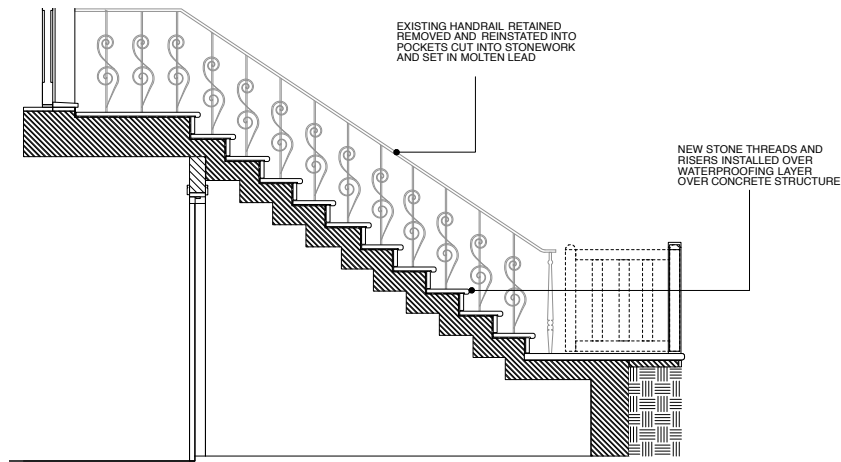 EXISTING HANDRAIL RETAINED
REMOVED AND REINSTATED INTO
POCKETS CUT INTO STONEWORK
AND SET IN MOLTEN LEAD
NEW STONE THREADS AND
RISERS INSTALLED OVER
WATERPROOFING LAYER
OVER CONCRETE STRUCTURE